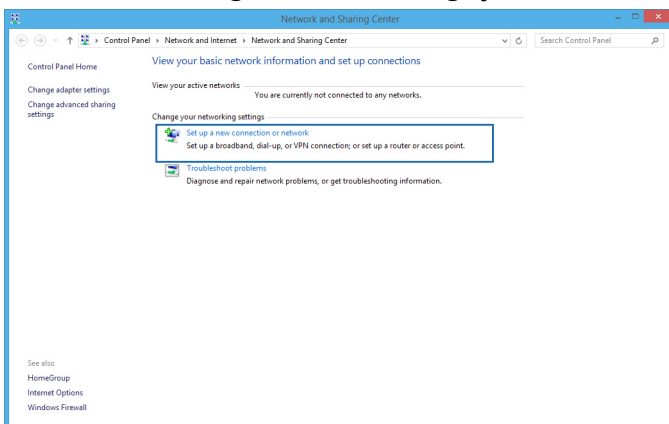 Network and Sharing Center
Control Panel Network and Internet Network and Sharing Center
Search Control Panel
Control Panel Home
Change adapter settings
Change advanced sharing
settings
View your basic network information and set up connections
View your active networks
You are currently not connected to any networks.
Change your networking settings
Set up a new connection or network
Set up a broadband, dial-up, or VPN connection; or set up a router or access point.
Troubleshoot problems
Diagnose and repair network problems, or get troubleshooting information.
See also
HomeGroup
Internet Options
Windows Firewall